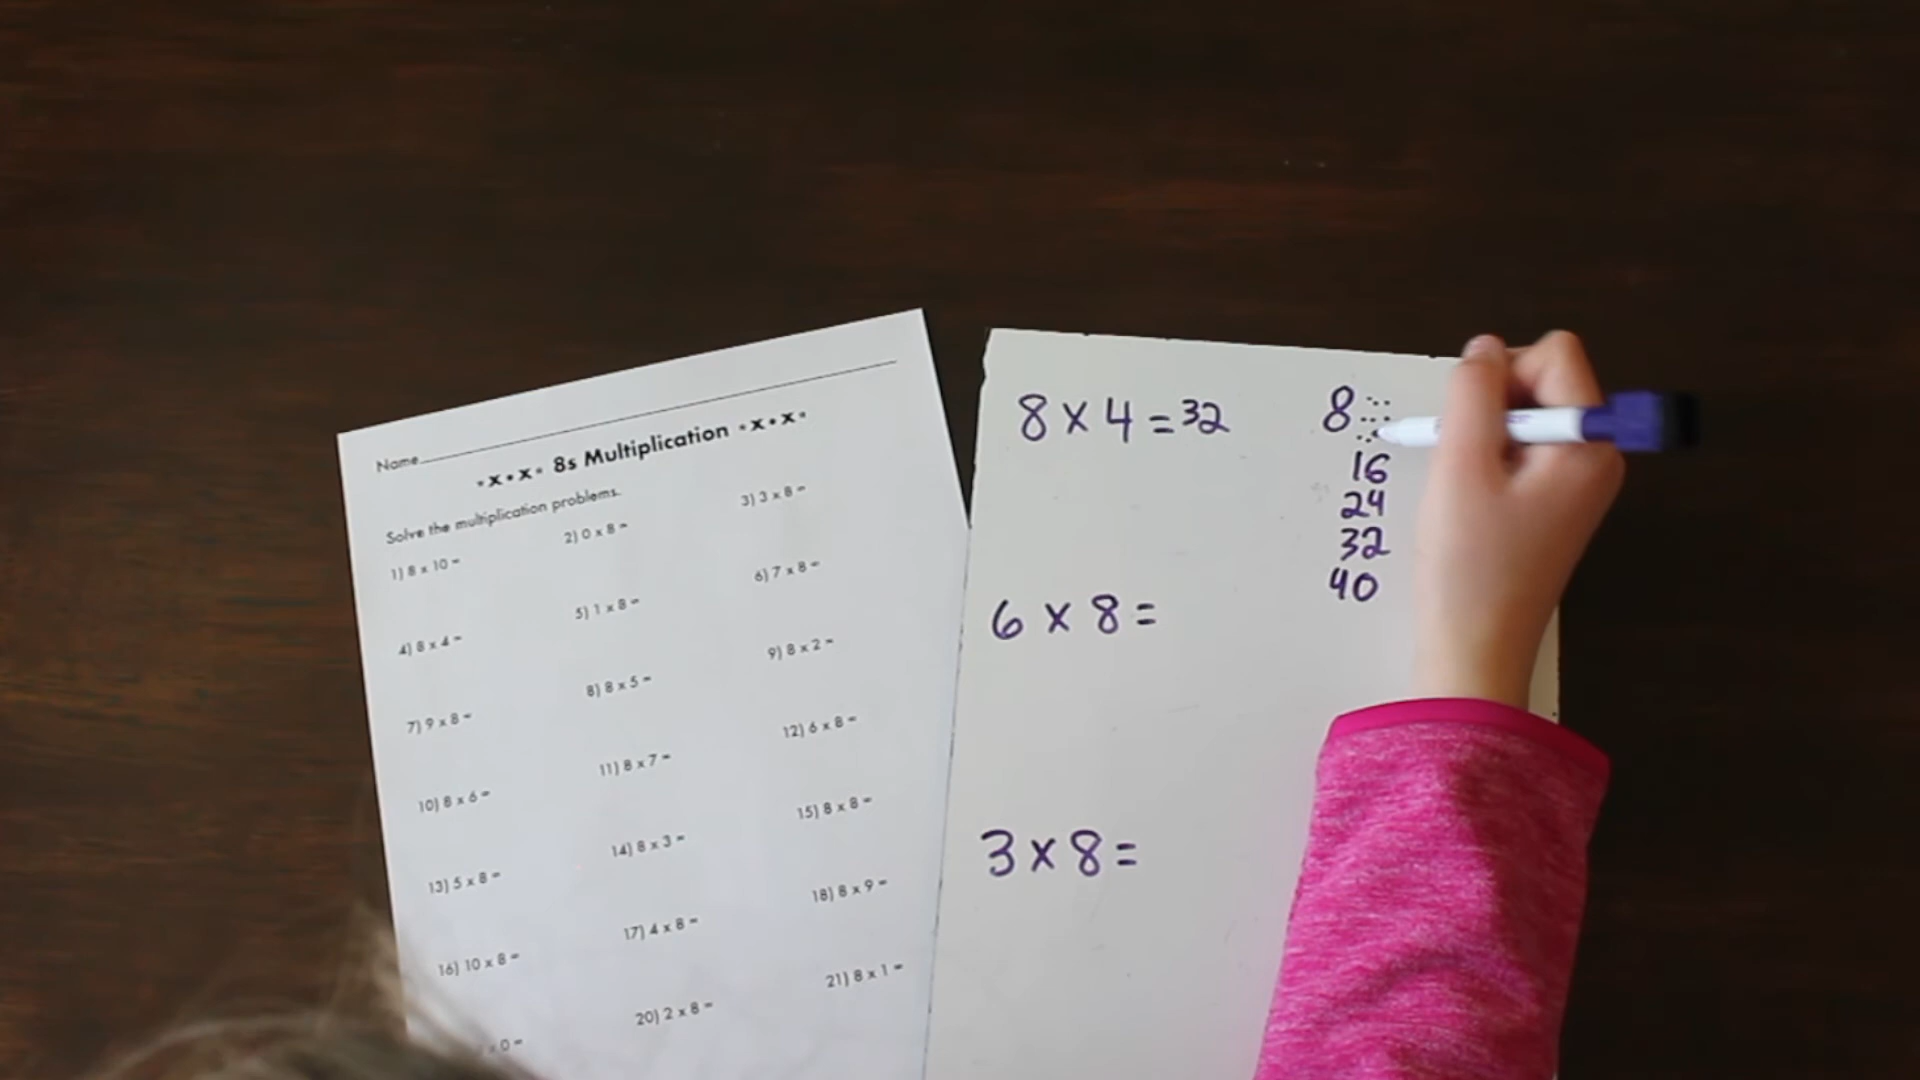 Name
•x•x• 8s Multiplication •x•x•
Solve the multiplication problems.
1) 8 x 10 =
2) 0 x 8 =
3) 3 x 8 =
4) 8 x 4 =
5) 1 x 8 =
6) 7 x 8 =
7) 9 x 8 =
8) 8 x 5 =
9) 8 x 2 =
10) 8 x 6 =
11) 8 x 7 =
12) 6 x 8 =
13) 5 x 8 =
14) 8 x 3 =
15) 8 x 8 =
16) 10 x 8 =
17) 4 x 8 =
18) 8 x 9 =
x 0 =
20) 2 x 8 =
21) 8 x 1 =
8 x 4 = 32
6 x 8 =
3 x 8 =
8
16
24
32
40